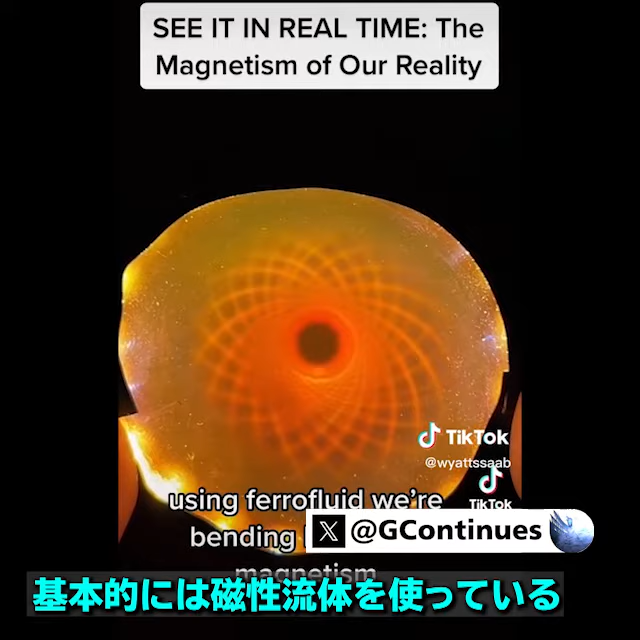 SEE IT IN REAL TIME: The
Magnetism of Our Reality
TikTok
@wyattssaab
TikTok
using ferrofluid we're
bending
X @GContinues
magnetism
基本的には磁性流体を使っている